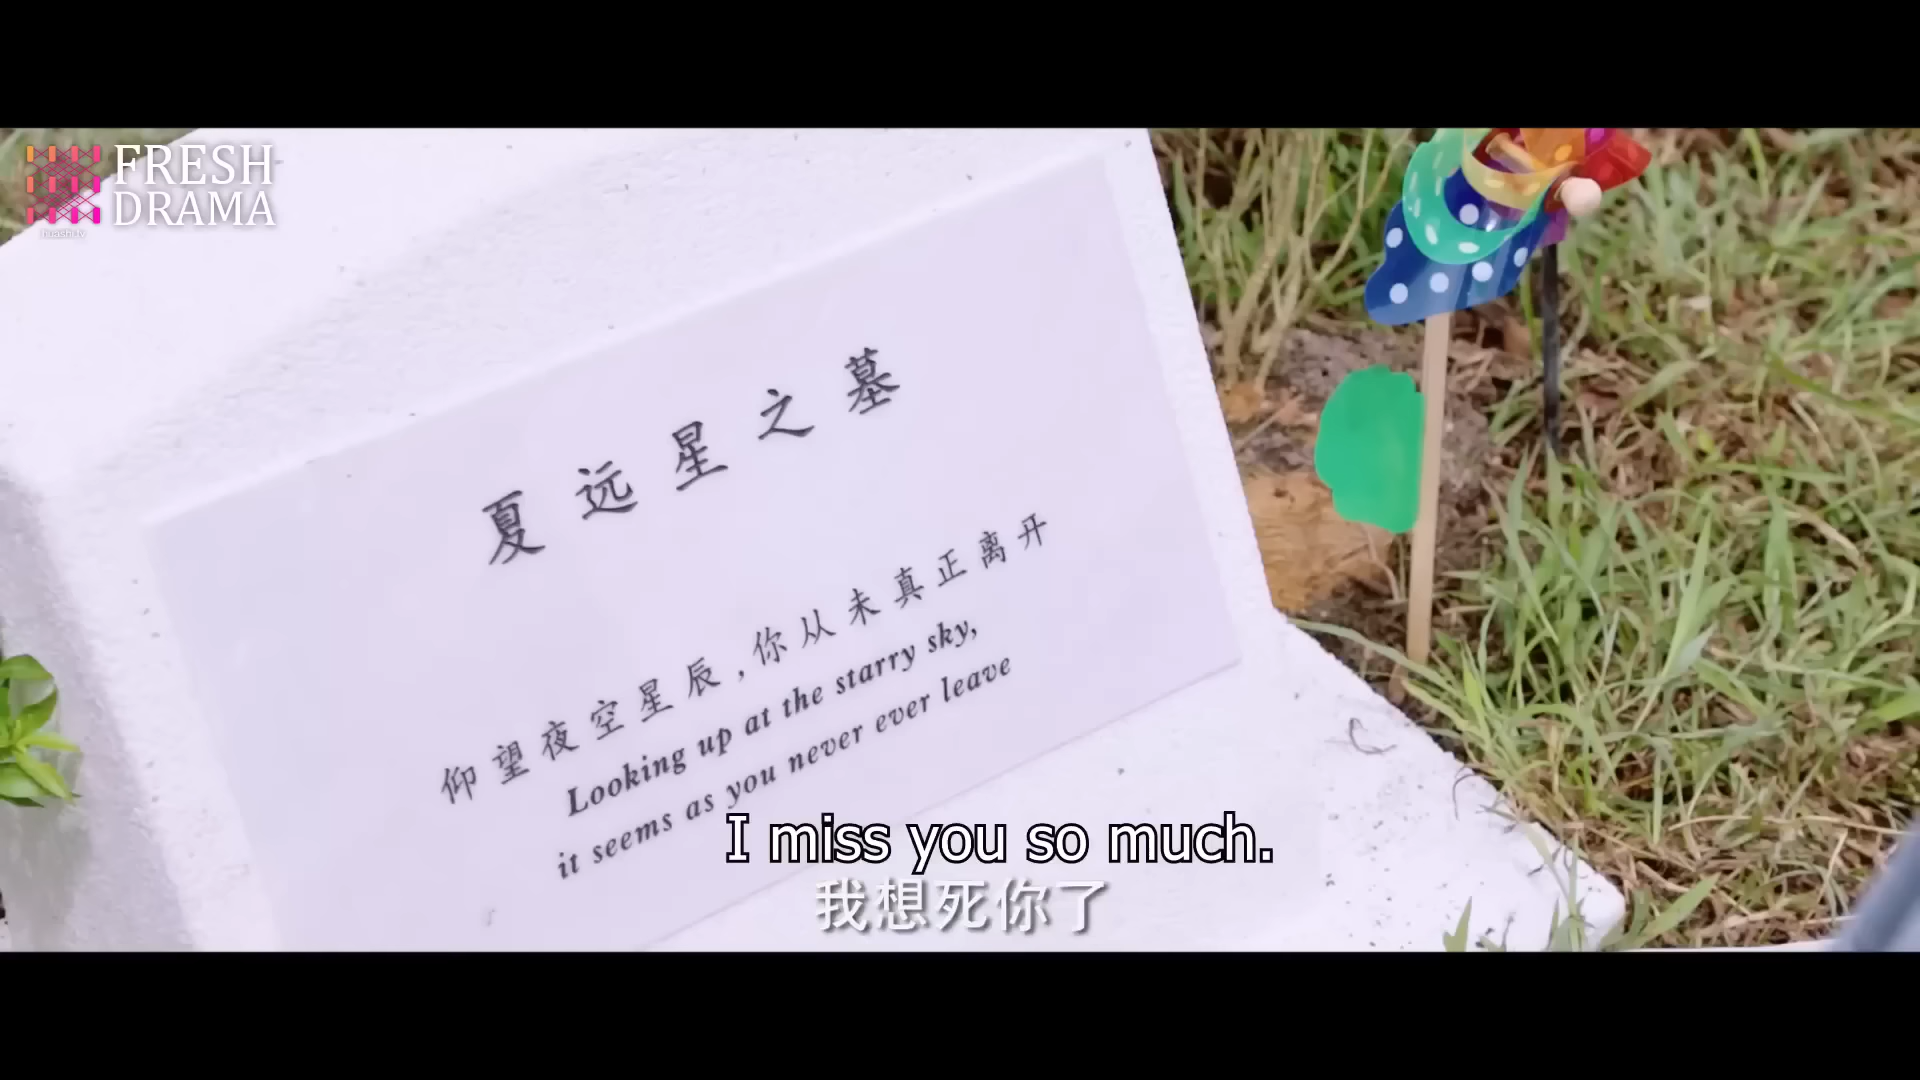 FRESH
DRAMA
huashi.tv
夏远星之墓
仰望夜空星辰,你从未真正离开
Looking up at the starry sky,
it seems as you never ever leave
I miss you so much.
我想死你了